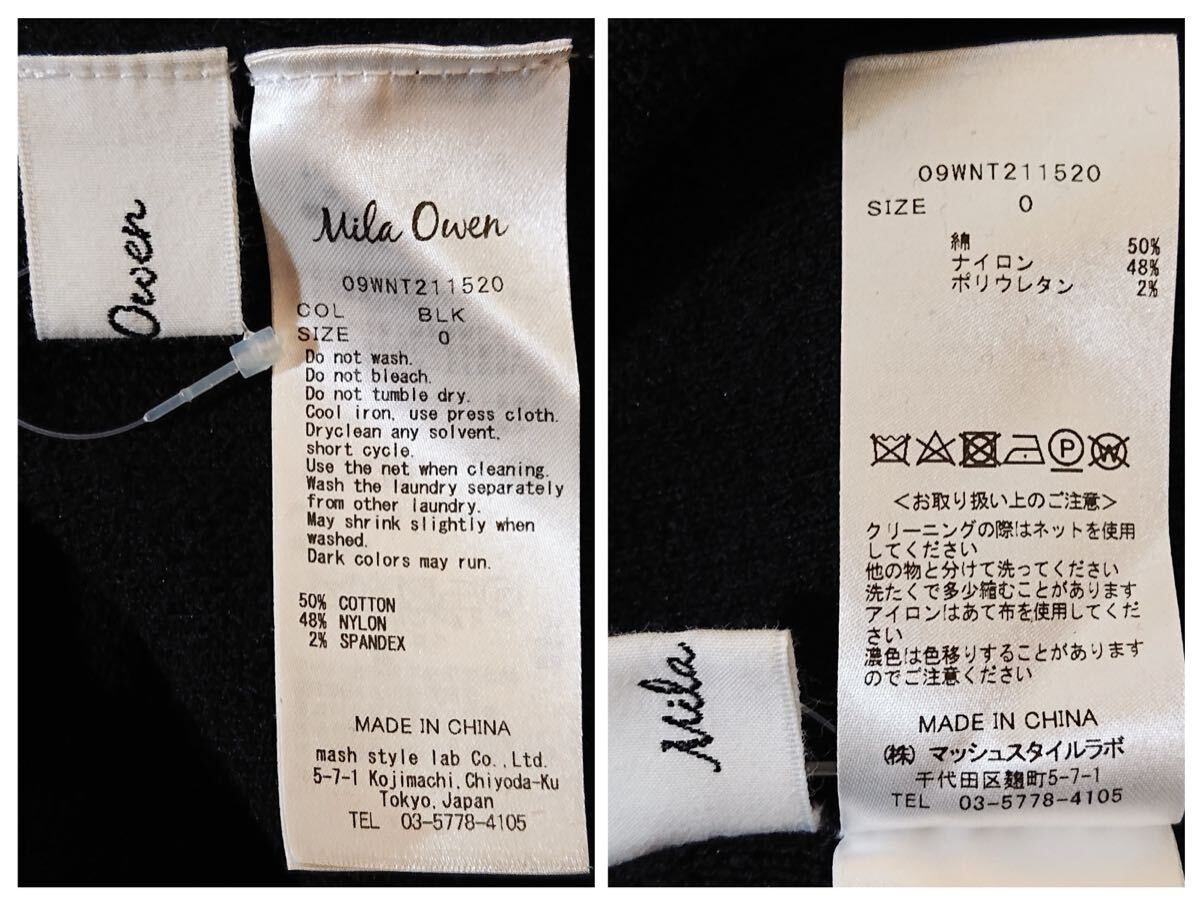 Owen
Mila Owen
09WNT211520
COL BLK
SIZE 0
Do not wash.
Do not bleach.
Do not tumble dry.
Cool iron, use press cloth.
Dryclean any solvent,
short cycle.
Use the net when cleaning.
Wash the laundry separately
from other laundry.
May shrink slightly when
washed.
Dark colors may run.
50% COTTON
48% NYLON
2% SPANDEX
MADE IN CHINA
mash style lab Co.,Ltd.
5-7-1 Kojimachi,Chiyoda-Ku
Tokyo,Japan
TEL 03-5778-4105
09WNT211520
SIZE 0
綿 50%
ナイロン 48%
ポリウレタン 2%
P W
<お取り扱い上のご注意>
クリーニングの際はネットを使用
してください
他の物と分けて洗ってください
洗たくで多少縮むことがあります
アイロンはあて布を使用してくだ
さい
濃色は色移りすることがあります
のでご注意ください
MADE IN CHINA
(株)マッシュスタイルラボ
千代田区麹町5-7-1
TEL 03-5778-4105
Mila